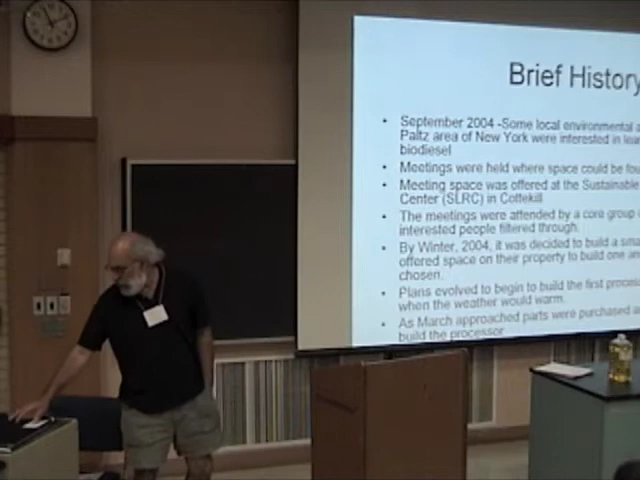 Brief History
• September 2004 -Some local environmental a
Paltz area of New York were interested in lear
biodiesel
• Meetings were held where space could be fou
• Meeting space was offered at the Sustainable
Center (SLRC) in Cottekill
• The meetings were attended by a core group
interested people filtered through.
• By Winter, 2004, it was decided to build a sma
offered space on their property to build one an
chosen.
• Plans evolved to begin to build the first proce
when the weather would warm.
• As March approached parts were purchased a
build the processor